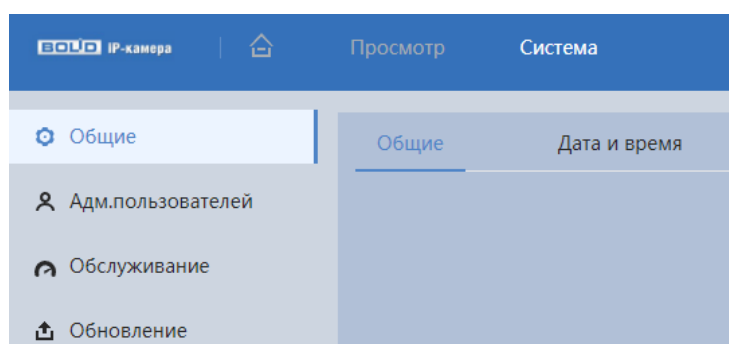 BOLID IP-камера
Просмотр
Система
Общие
Адм.пользователей
Обслуживание
Обновление
Общие
Дата и время